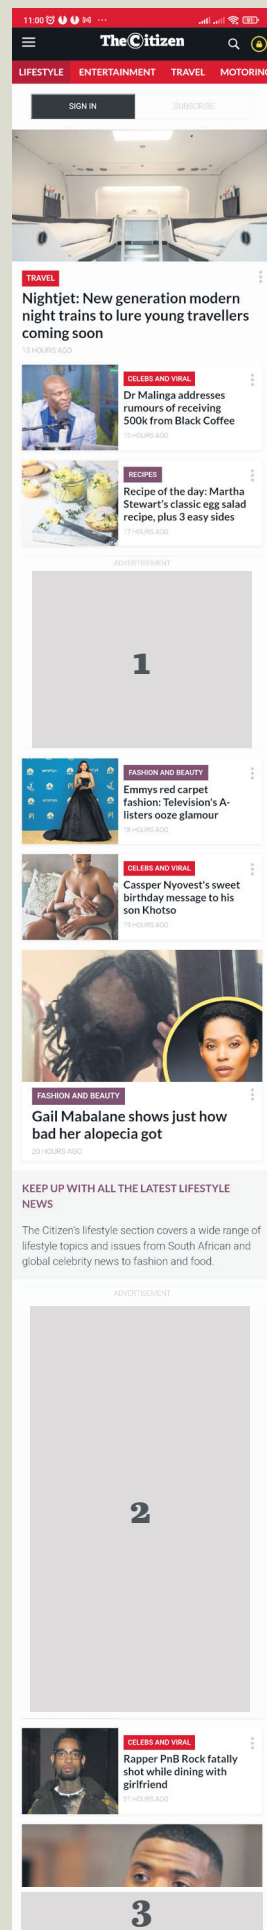 11:00
The Citizen
LIFESTYLE ENTERTAINMENT TRAVEL MOTORING
SIGN IN SUBSCRIBE
TRAVEL
Nightjet: New generation modern
night trains to lure young travellers
coming soon
13 HOURS AGO
CELEBS AND VIRAL
Dr Malinga addresses
rumours of receiving
500k from Black Coffee
15 HOURS AGO
RECIPES
Recipe of the day: Martha
Stewart's classic egg salad
recipe, plus 3 easy sides
17 HOURS AGO
ADVERTISEMENT
1
FASHION AND BEAUTY
Emmys red carpet
fashion: Television's A-
listers ooze glamour
18 HOURS AGO
CELEBS AND VIRAL
Cassper Nyovest's sweet
birthday message to his
son Khotso
19 HOURS AGO
FASHION AND BEAUTY
Gail Mabalane shows just how
bad her alopecia got
20 HOURS AGO
KEEP UP WITH ALL THE LATEST LIFESTYLE
NEWS
The Citizen's lifestyle section covers a wide range of
lifestyle topics and issues from South African and
global celebrity news to fashion and food.
ADVERTISEMENT
2
CELEBS AND VIRAL
Rapper PnB Rock fatally
shot while dining with
girlfriend
21 HOURS AGO
3